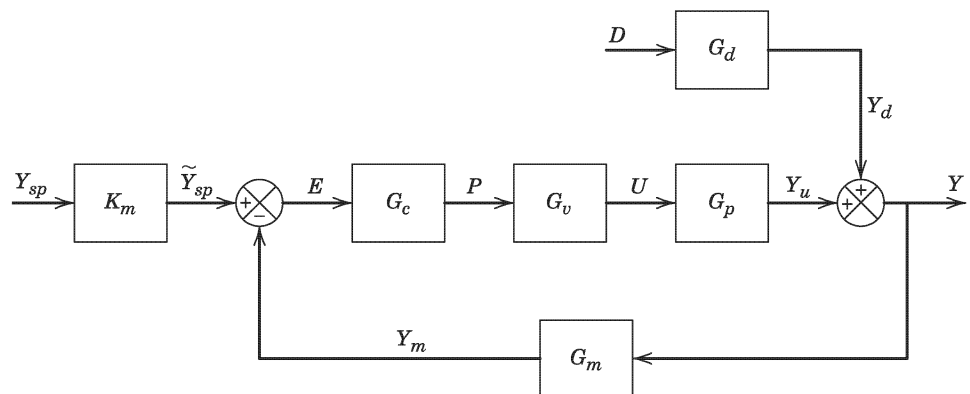 D
G_d
Y_d
Y_sp
K_m
Ỹ_sp
+
−
E
G_c
P
G_v
U
G_p
Y_u
+
+
Y
Y_m
G_m